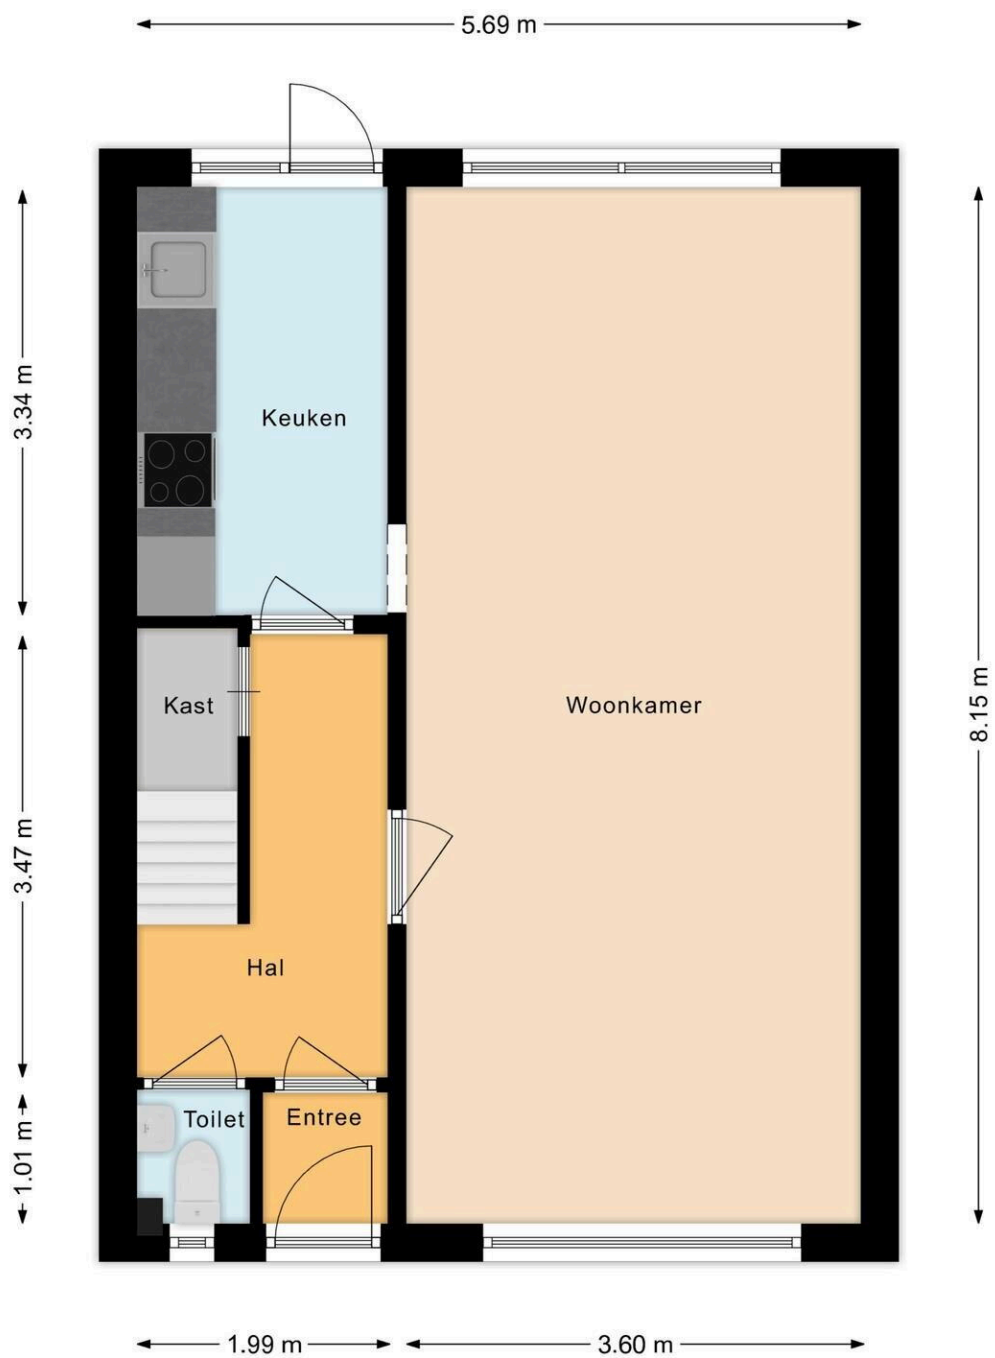 5.69 m
3.34 m
Keuken
Kast
Woonkamer
8.15 m
3.47 m
Hal
1.01 m
Toilet
Entree
1.99 m
3.60 m